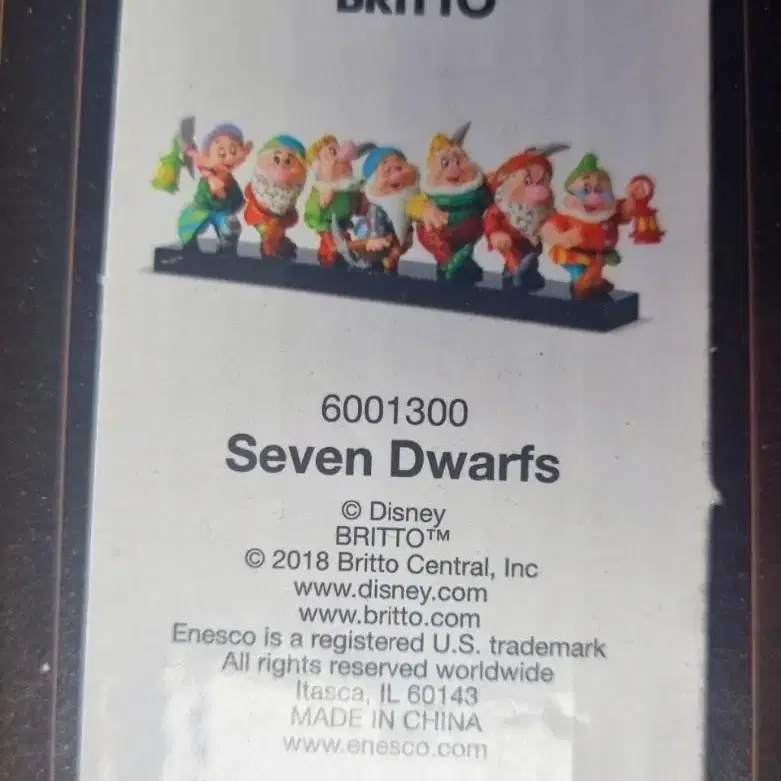 BRITTO
6001300
Seven Dwarfs
© Disney
BRITTO™
© 2018 Britto Central, Inc
www.disney.com
www.britto.com
Enesco is a registered U.S. trademark
All rights reserved worldwide
Itasca, IL 60143
MADE IN CHINA
www.enesco.com